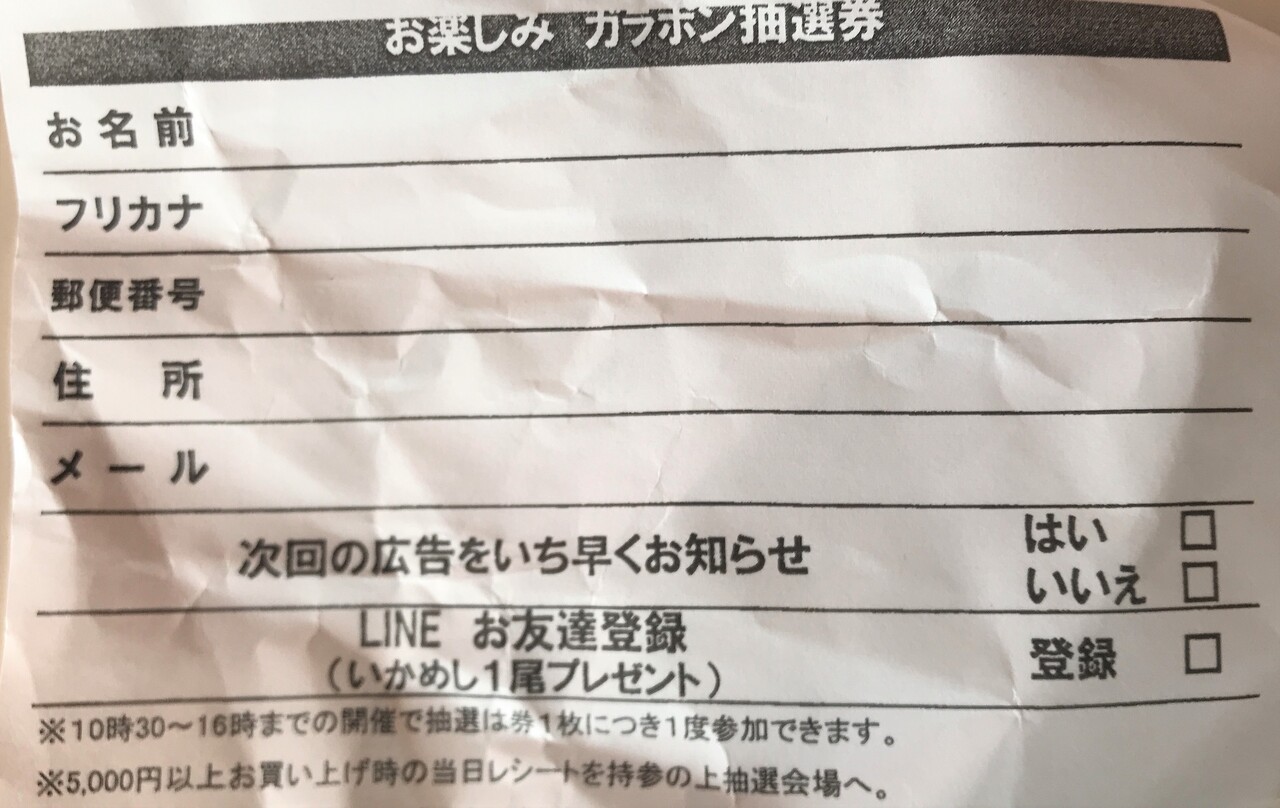 お楽しみ ガラポン抽選券
お名前
フリカナ
郵便番号
住 所
メール
次回の広告をいち早くお知らせ
はい □
いいえ □
LINE お友達登録
(いかめし1尾プレゼント)
登録 □
※10時30~16時までの開催で抽選は券1枚につき1度参加できます。
※5,000円以上お買い上げ時の当日レシートを持参の上抽選会場へ。